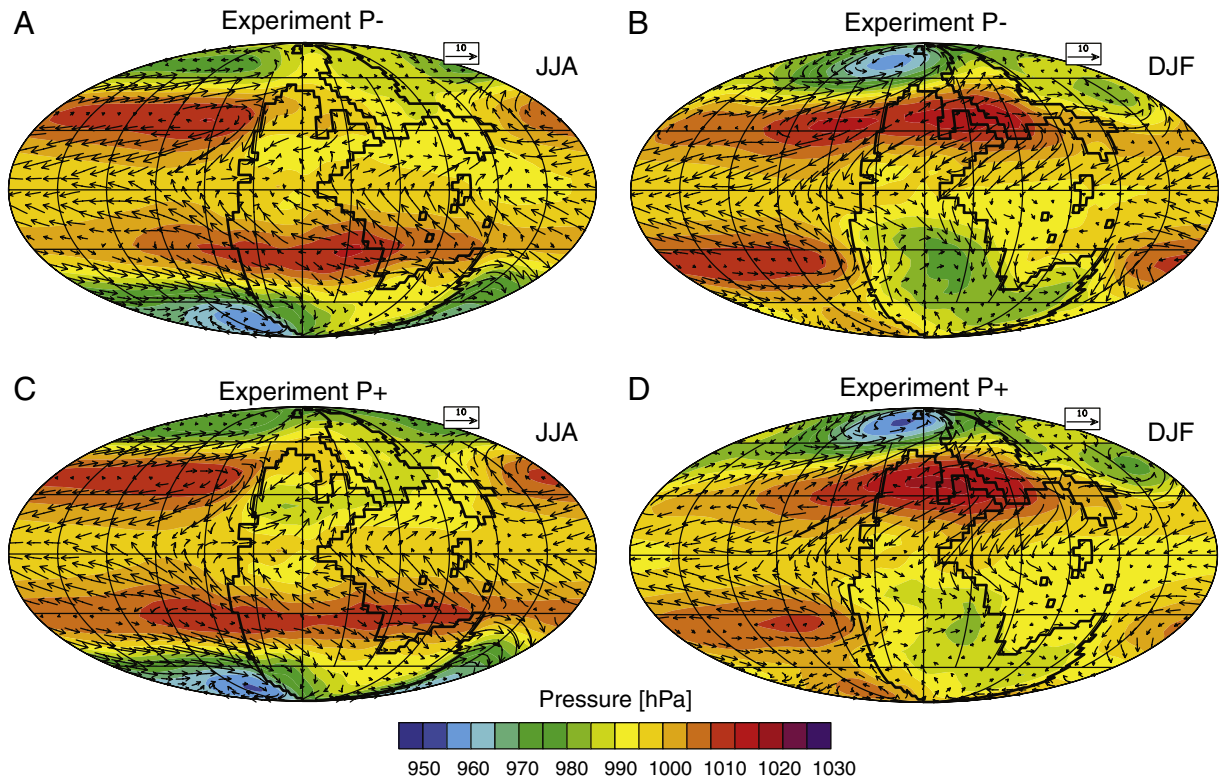 A
Experiment P-
10
JJA
B
Experiment P-
10
DJF
C
Experiment P+
10
JJA
D
Experiment P+
10
DJF
Pressure [hPa]
950 960 970 980 990 1000 1010 1020 1030